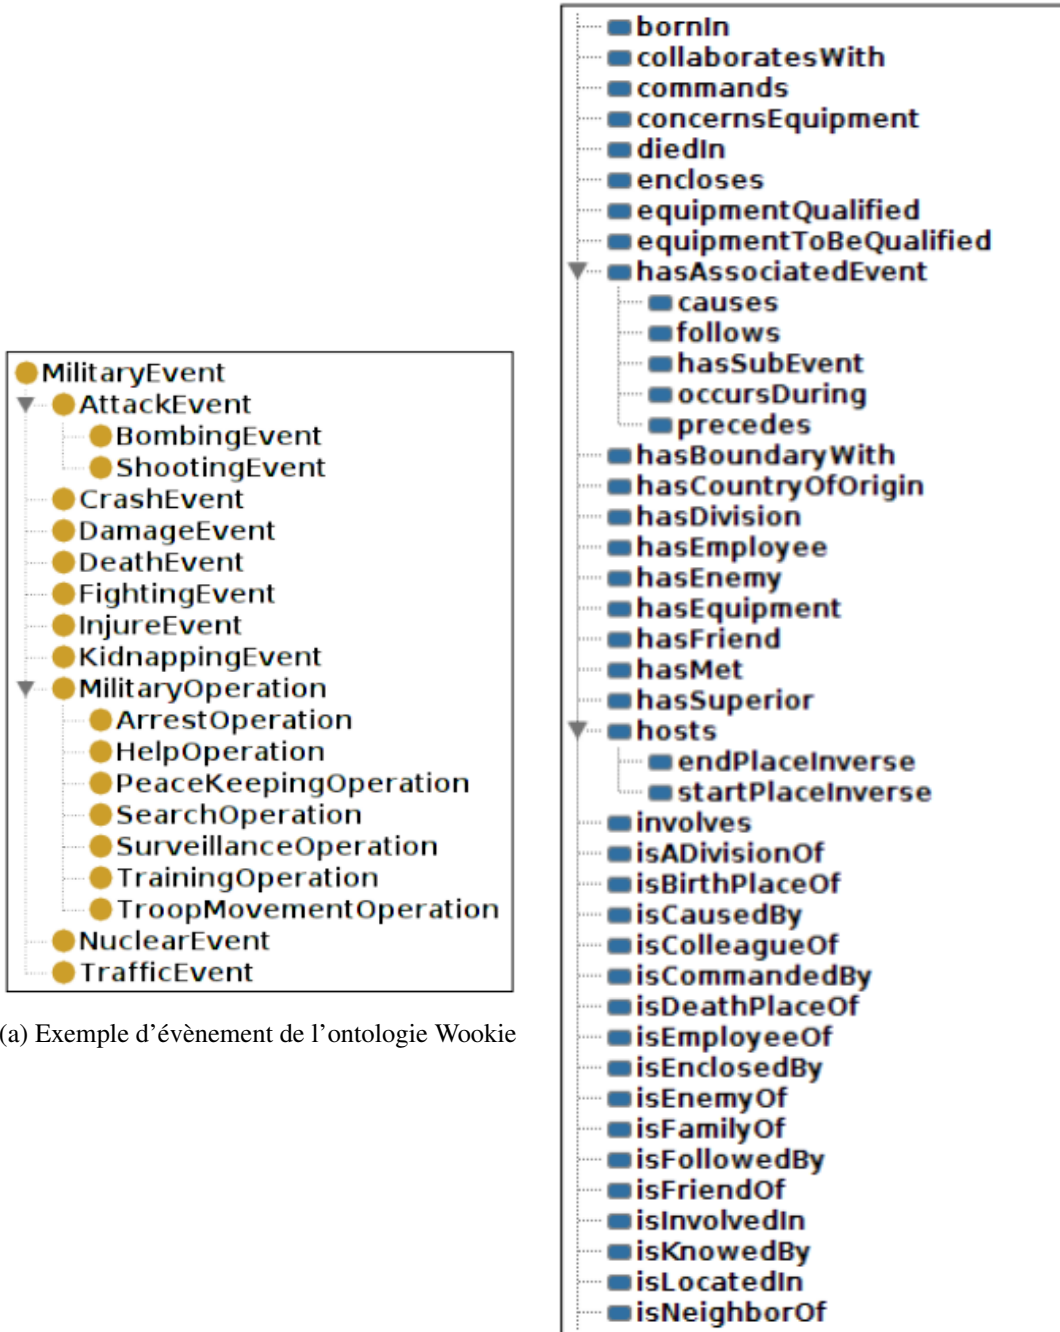 MilitaryEvent
AttackEvent
BombingEvent
ShootingEvent
CrashEvent
DamageEvent
DeathEvent
FightingEvent
InjureEvent
KidnappingEvent
MilitaryOperation
ArrestOperation
HelpOperation
PeaceKeepingOperation
SearchOperation
SurveillanceOperation
TrainingOperation
TroopMovementOperation
NuclearEvent
TrafficEvent
(a) Exemple d'évènement de l'ontologie Wookie
bornIn
collaboratesWith
commands
concernsEquipment
diedIn
encloses
equipmentQualified
equipmentToBeQualified
hasAssociatedEvent
causes
follows
hasSubEvent
occursDuring
precedes
hasBoundaryWith
hasCountryOfOrigin
hasDivision
hasEmployee
hasEnemy
hasEquipment
hasFriend
hasMet
hasSuperior
hosts
endPlaceInverse
startPlaceInverse
involves
isADivisionOf
isBirthPlaceOf
isCausedBy
isColleagueOf
isCommandedBy
isDeathPlaceOf
isEmployeeOf
isEnclosedBy
isEnemyOf
isFamilyOf
isFollowedBy
isFriendOf
isInvolvedIn
isKnowedBy
isLocatedIn
isNeighborOf